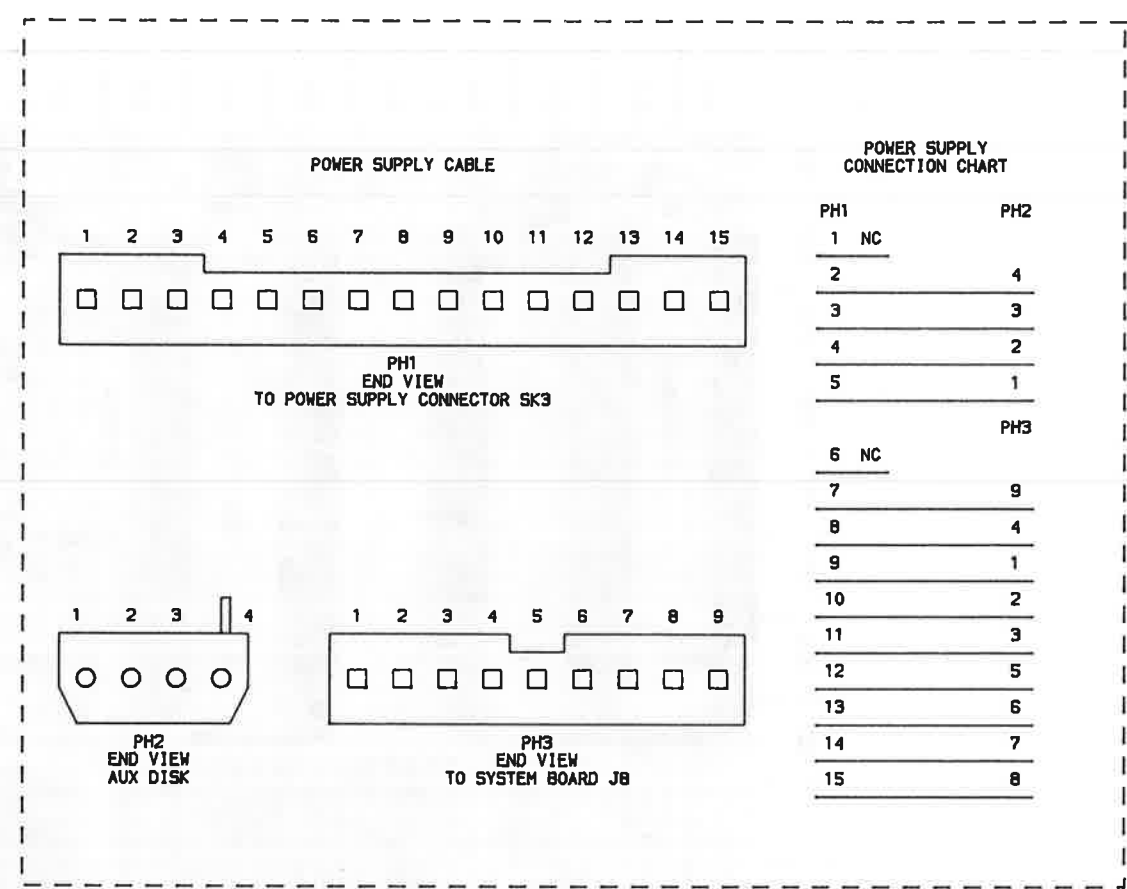 POWER SUPPLY CABLE
1 2 3 4 5 6 7 8 9 10 11 12 13 14 15
PH1
END VIEW
TO POWER SUPPLY CONNECTOR SK3
1 2 3 4
PH2
END VIEW
AUX DISK
1 2 3 4 5 6 7 8 9
PH3
END VIEW
TO SYSTEM BOARD J8
POWER SUPPLY
CONNECTION CHART
PH1 PH2
1 NC
2 4
3 3
4 2
5 1
PH3
6 NC
7 9
8 4
9 1
10 2
11 3
12 5
13 6
14 7
15 8